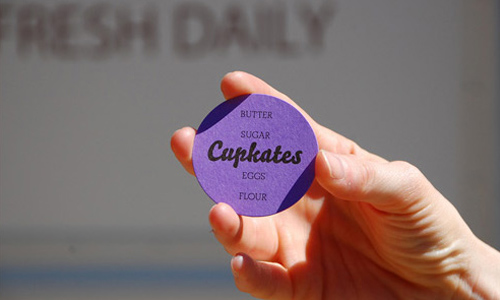 FRESH DAILY
BUTTER
SUGAR
Cupkates
EGGS
FLOUR